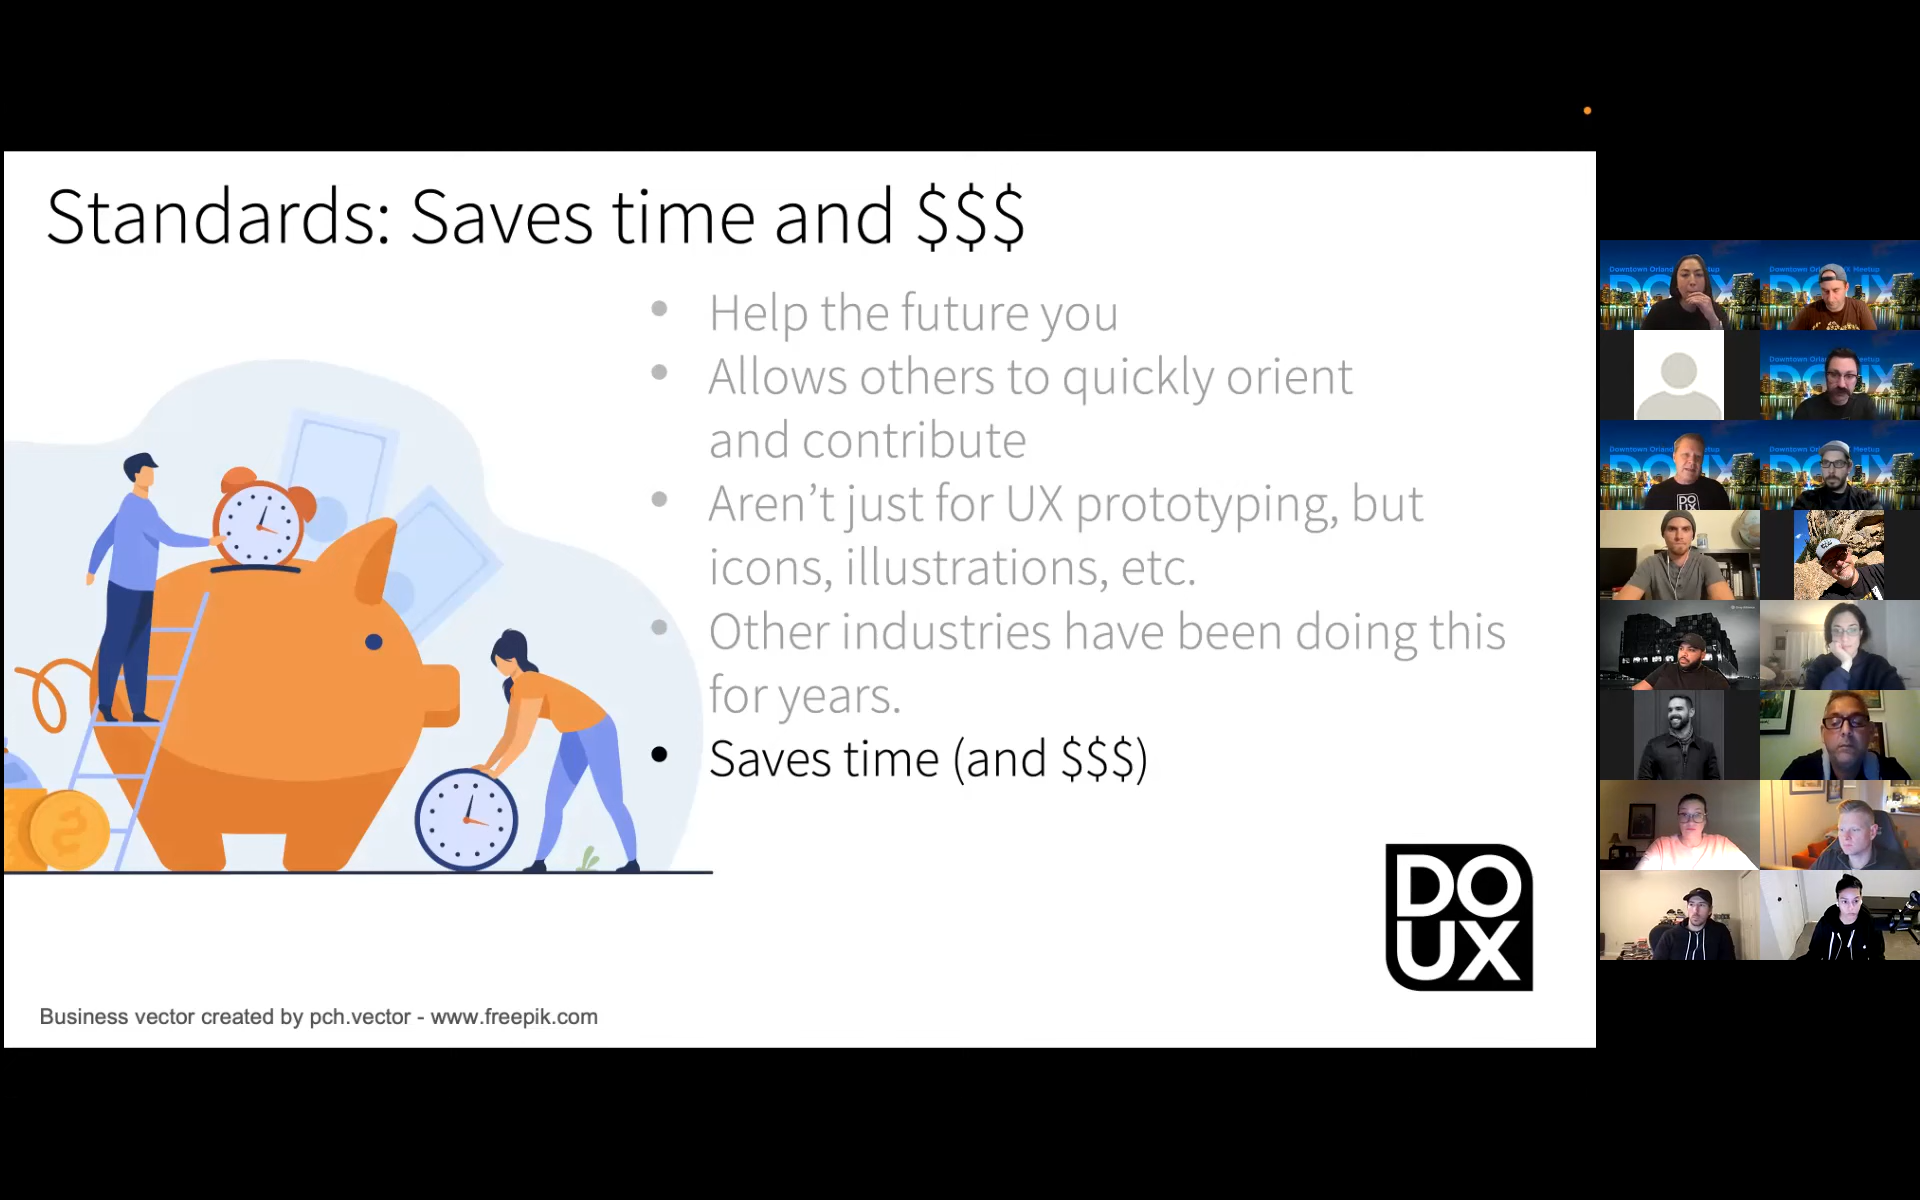 Standards: Saves time and $$$
• Help the future you
• Allows others to quickly orient
and contribute
• Aren’t just for UX prototyping, but
icons, illustrations, etc.
• Other industries have been doing this
for years.
• Saves time (and $$$)
DO
UX
Business vector created by pch.vector - www.freepik.com